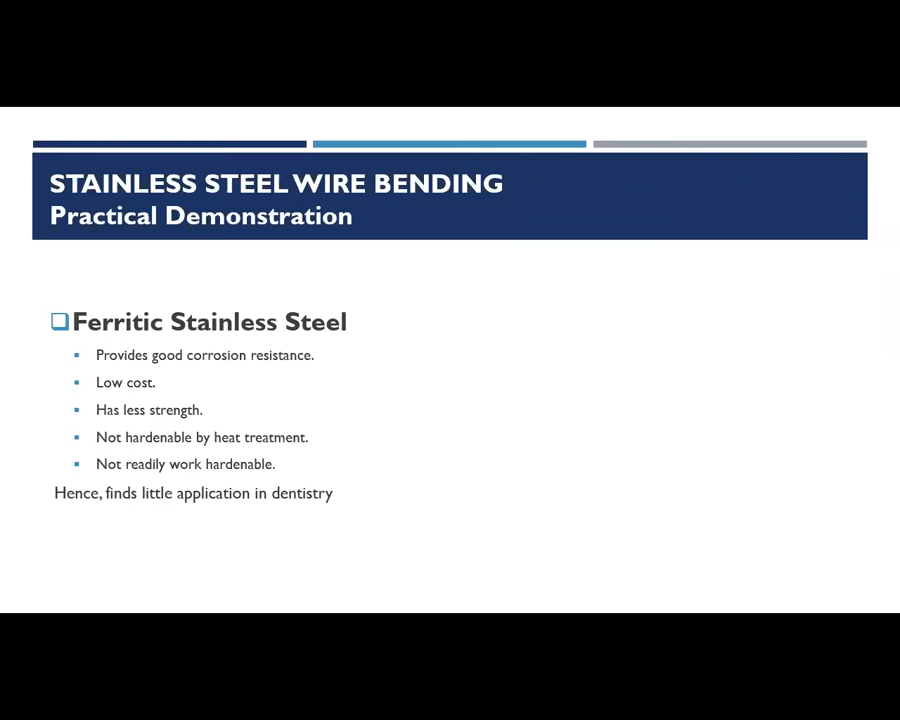 STAINLESS STEEL WIRE BENDING
Practical Demonstration
Ferritic Stainless Steel
Provides good corrosion resistance.
Low cost.
Has less strength.
Not hardenable by heat treatment.
Not readily work hardenable.
Hence, finds little application in dentistry